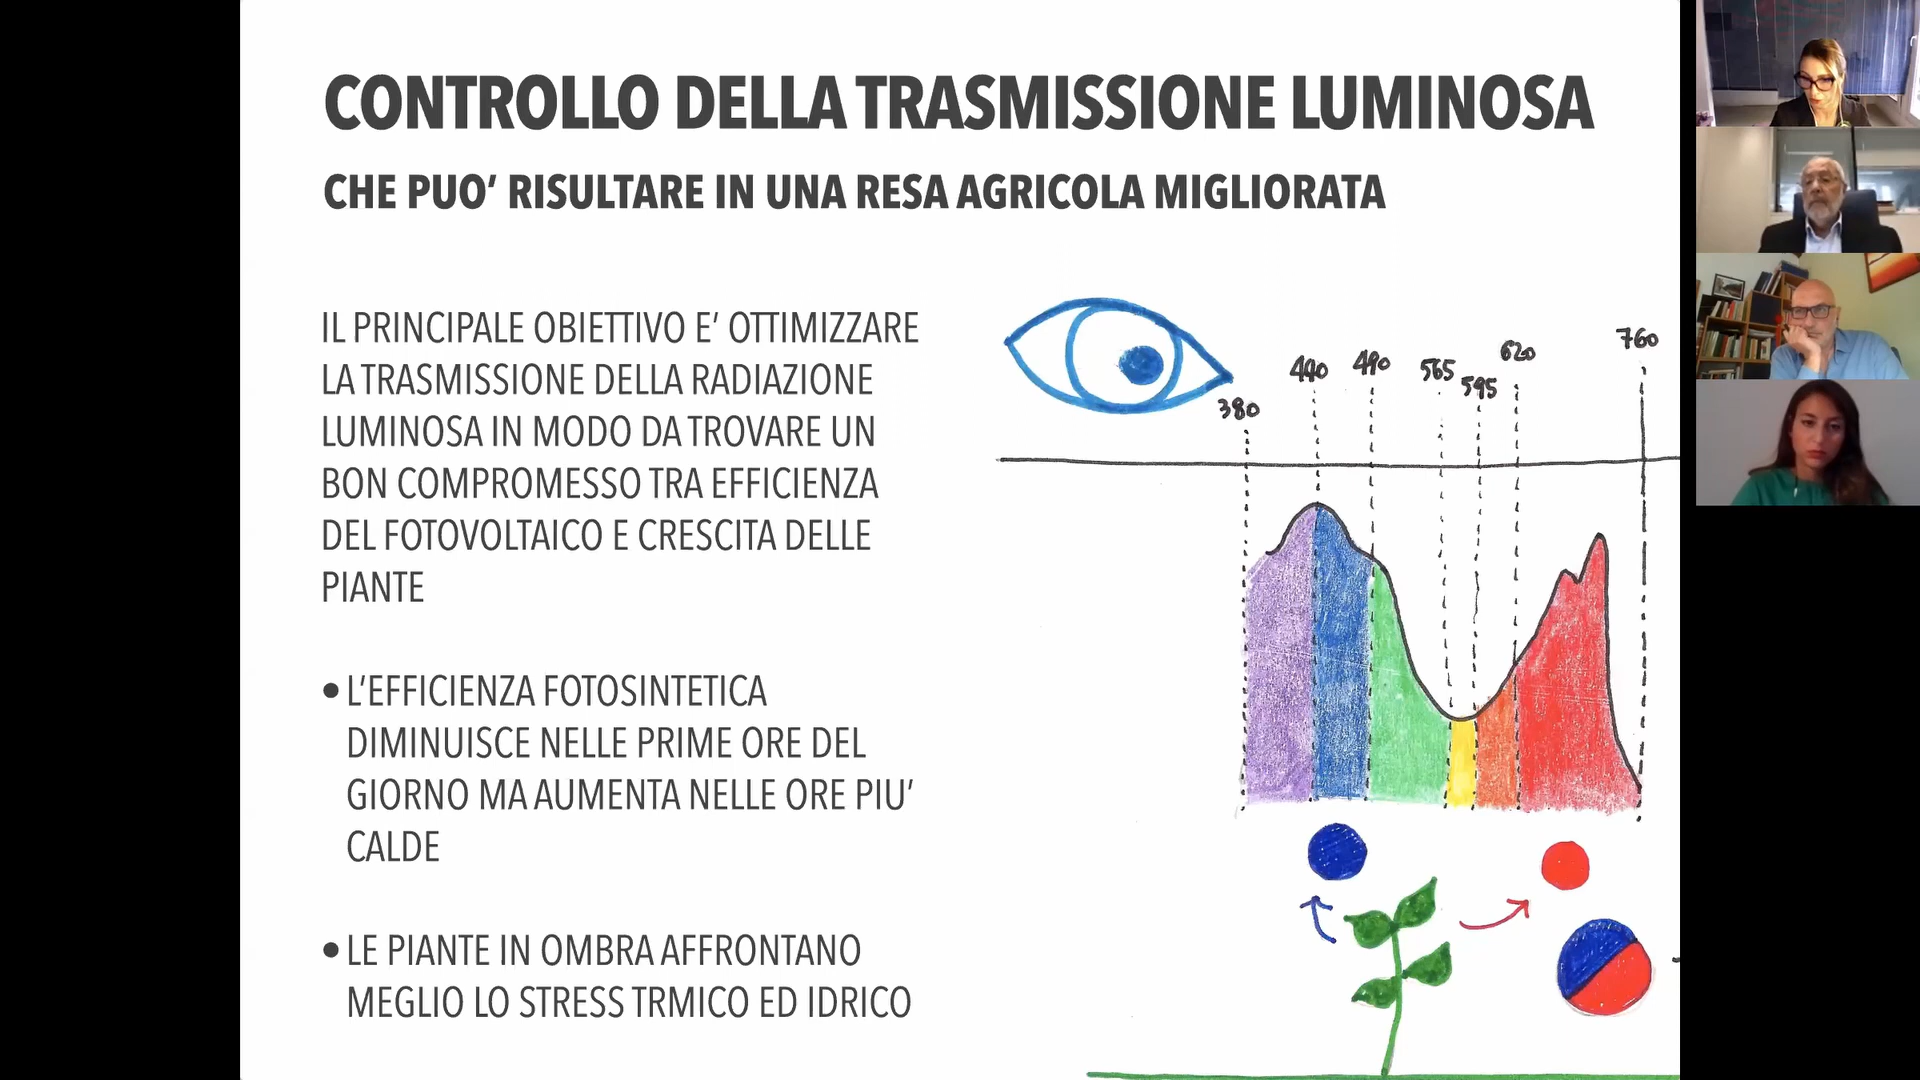 CONTROLLO DELLA TRASMISSIONE LUMINOSA
CHE PUO' RISULTARE IN UNA RESA AGRICOLA MIGLIORATA
IL PRINCIPALE OBIETTIVO E' OTTIMIZZARE
LA TRASMISSIONE DELLA RADIAZIONE
LUMINOSA IN MODO DA TROVARE UN
BON COMPROMESSO TRA EFFICIENZA
DEL FOTOVOLTAICO E CRESCITA DELLE
PIANTE
• L'EFFICIENZA FOTOSINTETICA
DIMINUISCE NELLE PRIME ORE DEL
GIORNO MA AUMENTA NELLE ORE PIU'
CALDE
• LE PIANTE IN OMBRA AFFRONTANO
MEGLIO LO STRESS TRMICO ED IDRICO
380
440
490
565
595
620
760